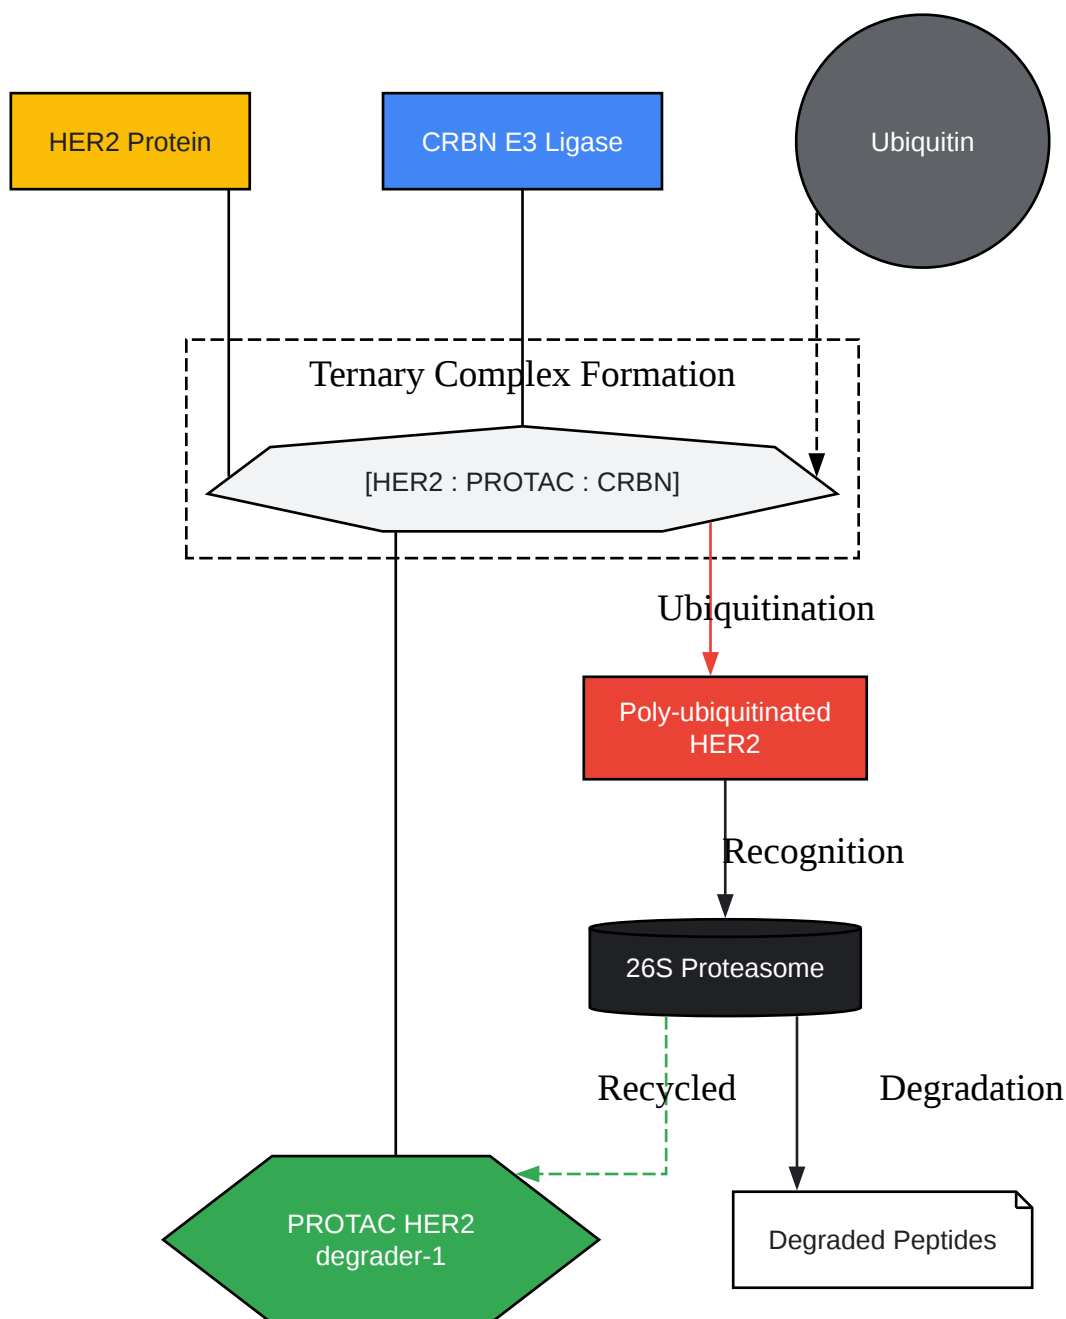 HER2 Protein
CRBN E3 Ligase
Ubiquitin
Ternary Complex Formation
[HER2 : PROTAC : CRBN]
Ubiquitination
Poly-ubiquitinated
HER2
Recognition
26S Proteasome
Recycled
Degradation
PROTAC HER2
degrader-1
Degraded Peptides